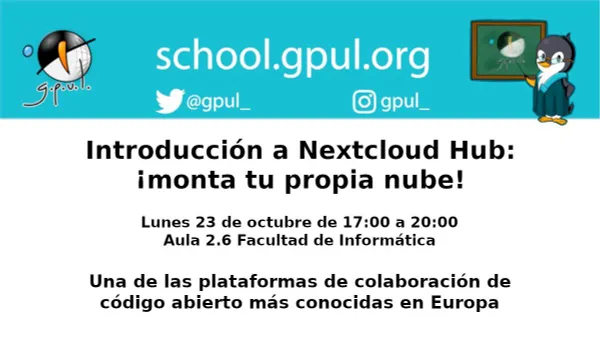 g.p.u.l.
school.gpul.org
@gpul_
gpul_
Introducción a Nextcloud Hub:
¡monta tu propia nube!
Lunes 23 de octubre de 17:00 a 20:00
Aula 2.6 Facultad de Informática
Una de las plataformas de colaboración de
código abierto más conocidas en Europa